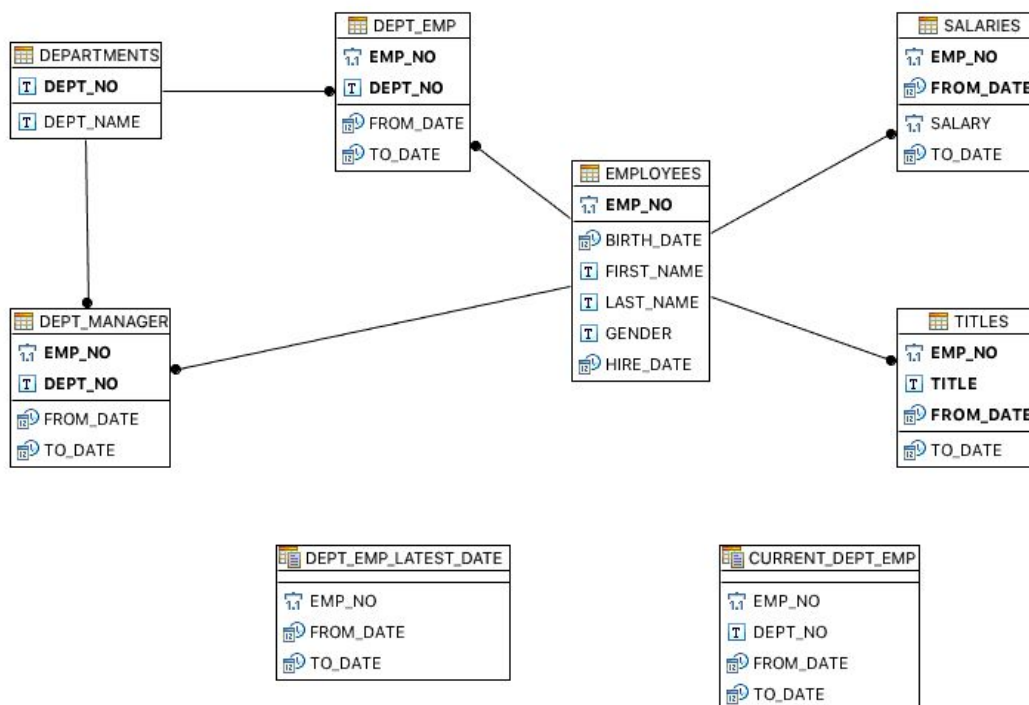 DEPARTMENTS
DEPT_NO
DEPT_NAME
DEPT_EMP
EMP_NO
DEPT_NO
FROM_DATE
TO_DATE
EMPLOYEES
EMP_NO
BIRTH_DATE
FIRST_NAME
LAST_NAME
GENDER
HIRE_DATE
SALARIES
EMP_NO
FROM_DATE
SALARY
TO_DATE
DEPT_MANAGER
EMP_NO
DEPT_NO
FROM_DATE
TO_DATE
TITLES
EMP_NO
TITLE
FROM_DATE
TO_DATE
DEPT_EMP_LATEST_DATE
EMP_NO
FROM_DATE
TO_DATE
CURRENT_DEPT_EMP
EMP_NO
DEPT_NO
FROM_DATE
TO_DATE